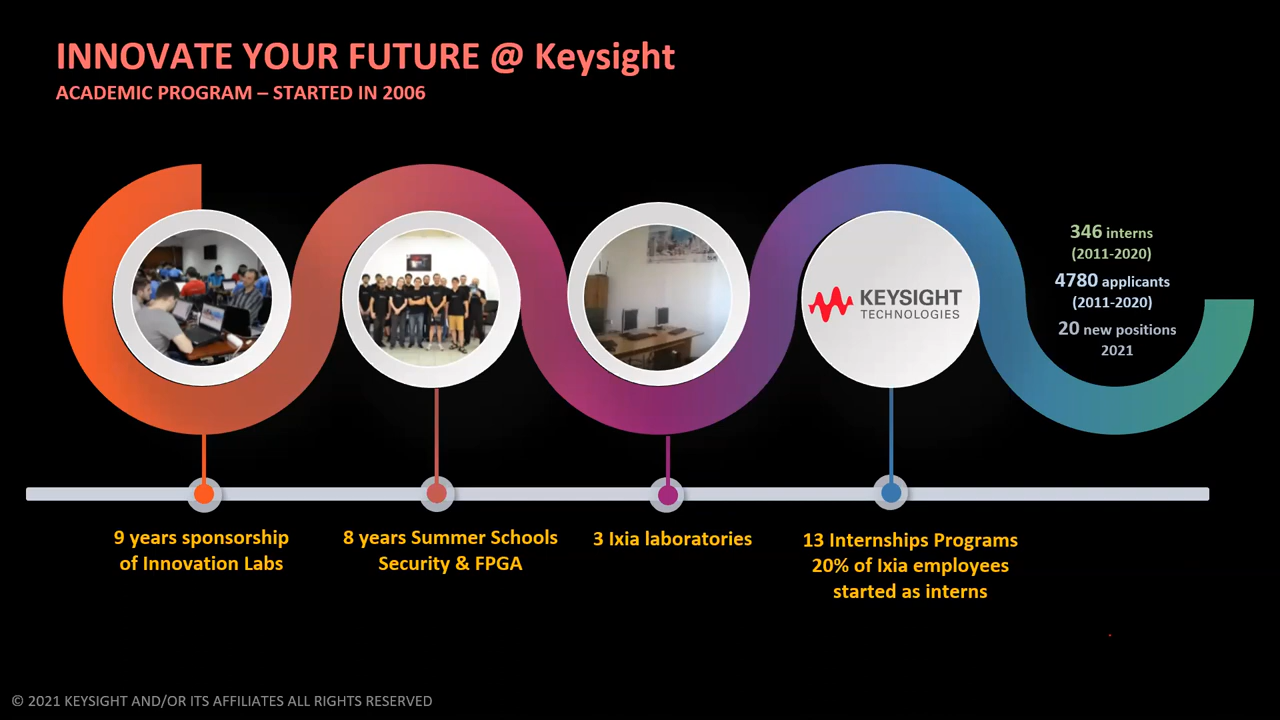 INNOVATE YOUR FUTURE @ Keysight
ACADEMIC PROGRAM – STARTED IN 2006
346 interns
(2011-2020)
4780 applicants
(2011-2020)
20 new positions
2021
KEYSIGHT
TECHNOLOGIES
9 years sponsorship
of Innovation Labs
8 years Summer Schools
Security & FPGA
3 Ixia laboratories
13 Internships Programs
20% of Ixia employees
started as interns
© 2021 KEYSIGHT AND/OR ITS AFFILIATES ALL RIGHTS RESERVED